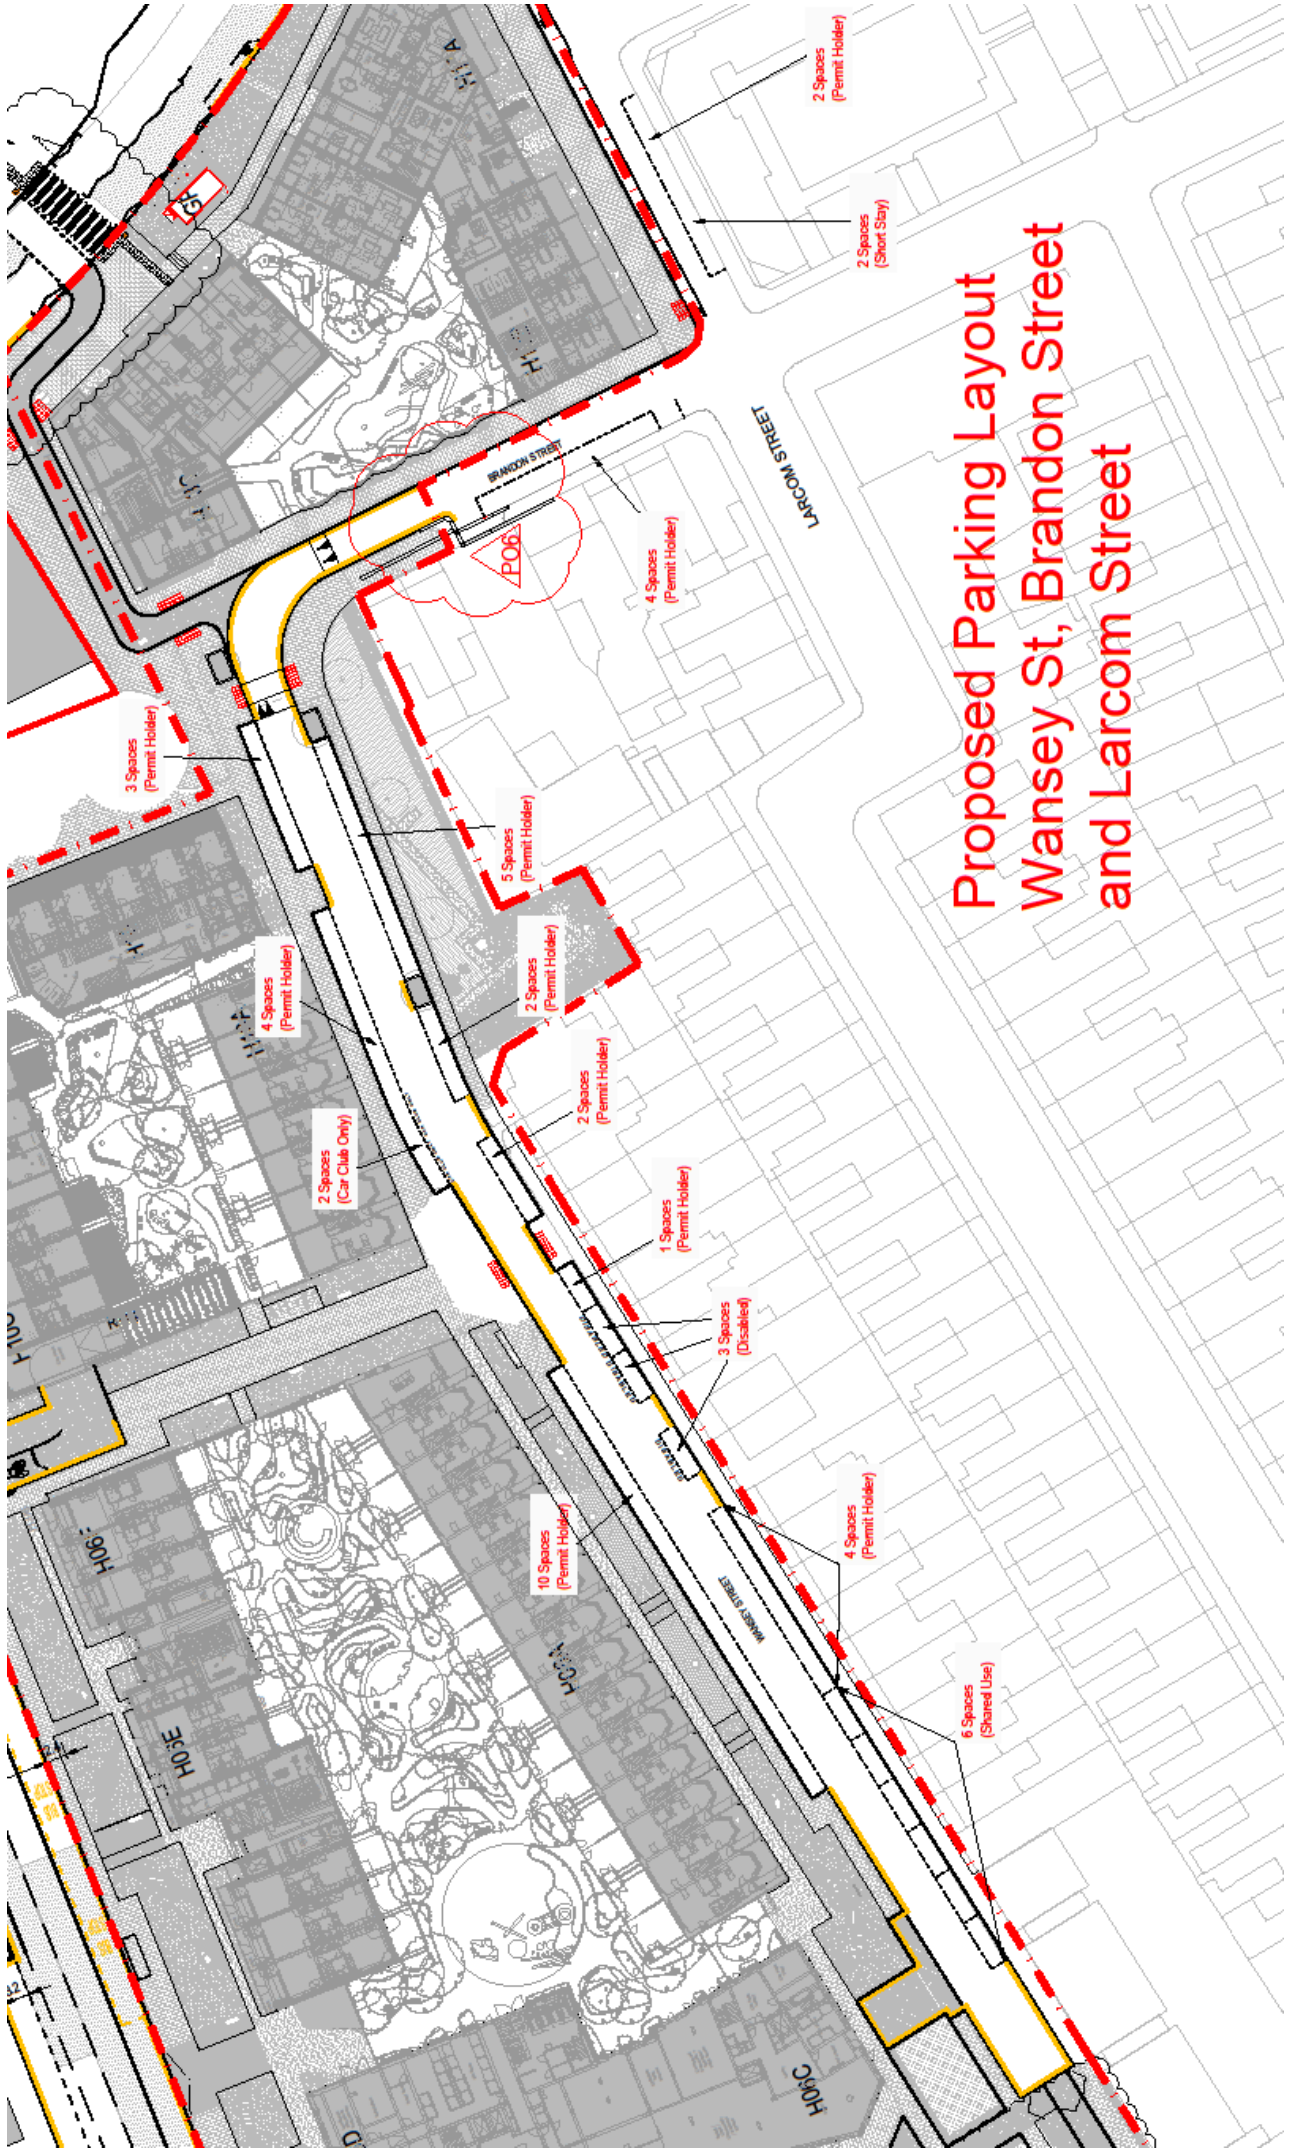 Proposed Parking Layout
Wansey St, Brandon Street
and Larcom Street
2 Spaces
(Permit Holder)
2 Spaces
(Short Stay)
BRANDON STREET
LARCOM STREET
PO6
4 Spaces
(Permit Holder)
3 Spaces
(Permit Holder)
5 Spaces
(Permit Holder)
4 Spaces
(Permit Holder)
2 Spaces
(Permit Holder)
2 Spaces
(Permit Holder)
2 Spaces
(Car Club Only)
1 Spaces
(Permit Holder)
3 Spaces
(Disabled)
10 Spaces
(Permit Holder)
4 Spaces
(Permit Holder)
WANSEY STREET
6 Spaces
(Shared Use)
H06E
H06C